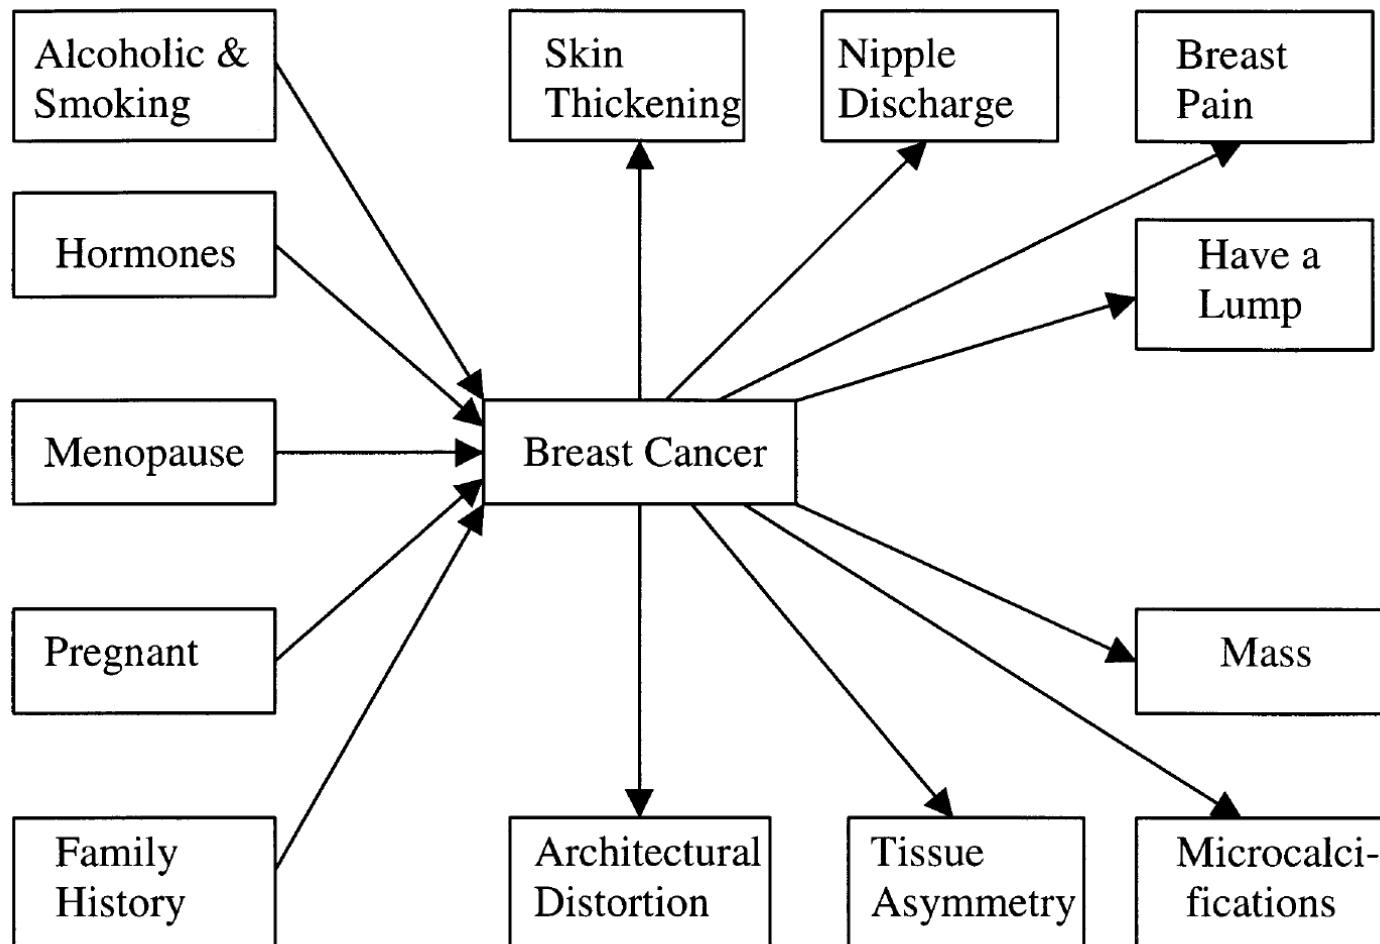 Alcoholic &
Smoking
Skin
Thickening
Nipple
Discharge
Breast
Pain
Hormones
Have a
Lump
Menopause
Breast Cancer
Pregnant
Mass
Family
History
Architectural
Distortion
Tissue
Asymmetry
Microcalci-
fications